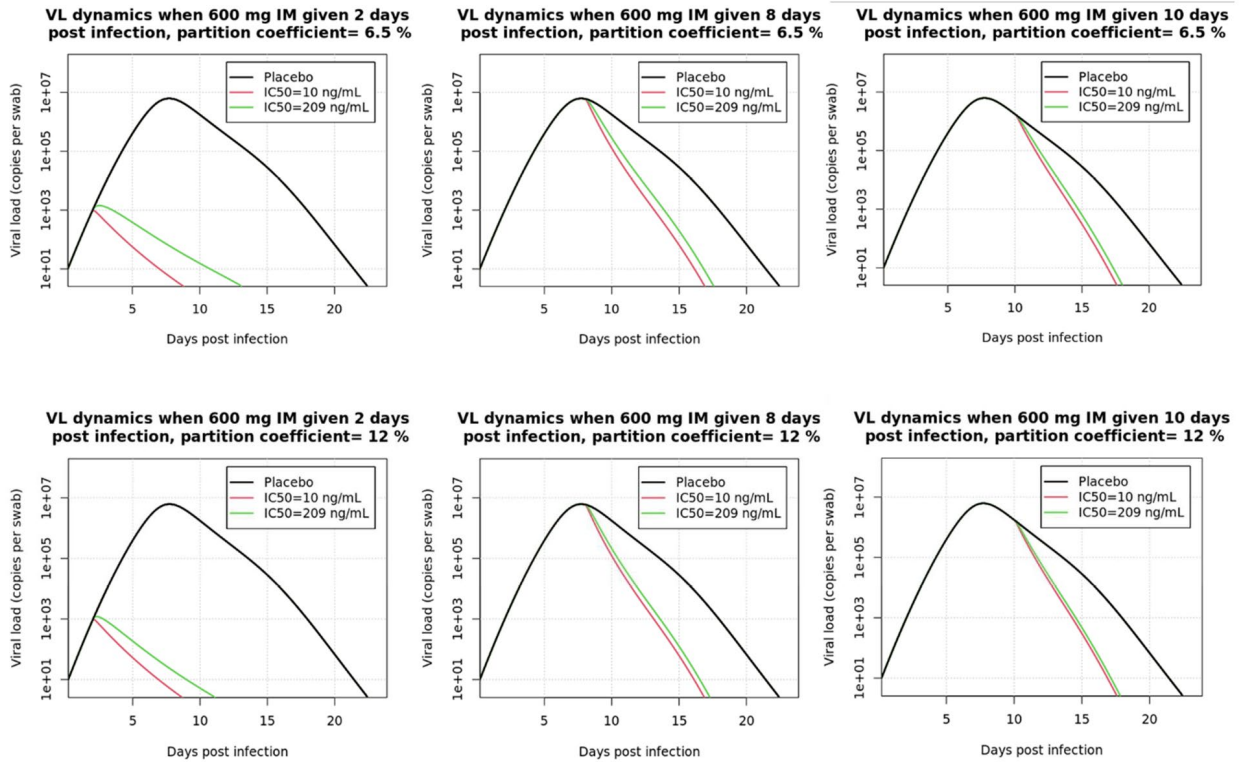 VL dynamics when 600 mg IM given 2 days
post infection, partition coefficient= 6.5 %
Viral load (copies per swab)
1e+07
1e+05
1e+03
1e+01
Placebo
IC50=10 ng/mL
IC50=209 ng/mL
5 10 15 20
Days post infection
VL dynamics when 600 mg IM given 8 days
post infection, partition coefficient= 6.5 %
Viral load (copies per swab)
1e+07
1e+05
1e+03
1e+01
Placebo
IC50=10 ng/mL
IC50=209 ng/mL
5 10 15 20
Days post infection
VL dynamics when 600 mg IM given 10 days
post infection, partition coefficient= 6.5 %
Viral load (copies per swab)
1e+07
1e+05
1e+03
1e+01
Placebo
IC50=10 ng/mL
IC50=209 ng/mL
5 10 15 20
Days post infection
VL dynamics when 600 mg IM given 2 days
post infection, partition coefficient= 12 %
Viral load (copies per swab)
1e+07
1e+05
1e+03
1e+01
Placebo
IC50=10 ng/mL
IC50=209 ng/mL
5 10 15 20
Days post infection
VL dynamics when 600 mg IM given 8 days
post infection, partition coefficient= 12 %
Viral load (copies per swab)
1e+07
1e+05
1e+03
1e+01
Placebo
IC50=10 ng/mL
IC50=209 ng/mL
5 10 15 20
Days post infection
VL dynamics when 600 mg IM given 10 days
post infection, partition coefficient= 12 %
Viral load (copies per swab)
1e+07
1e+05
1e+03
1e+01
Placebo
IC50=10 ng/mL
IC50=209 ng/mL
5 10 15 20
Days post infection